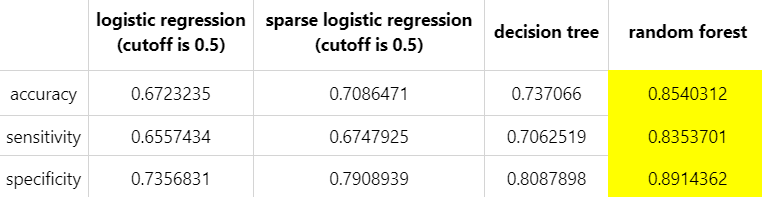 logistic regression (cutoff is 0.5) sparse logistic regression (cutoff is 0.5) decision tree random forest
accuracy 0.6723235 0.7086471 0.737066 0.8540312
sensitivity 0.6557434 0.6747925 0.7062519 0.8353701
specificity 0.7356831 0.7908939 0.8087898 0.8914362